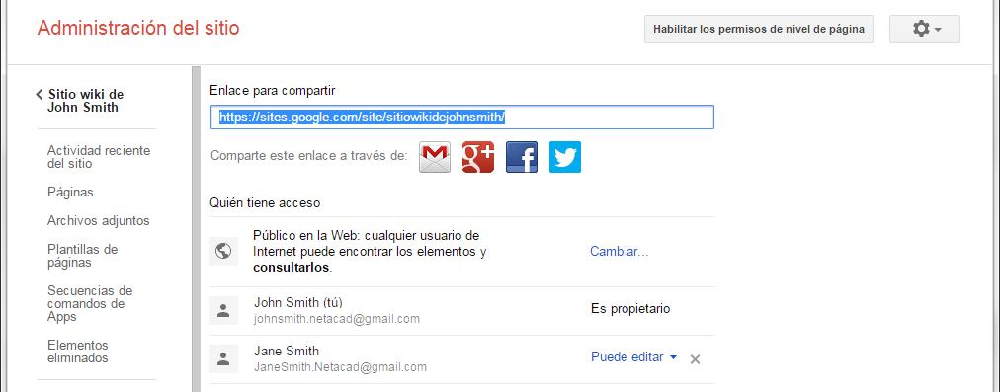 Administración del sitio
Habilitar los permisos de nivel de página
Sitio wiki de
John Smith
Actividad reciente
del sitio
Páginas
Archivos adjuntos
Plantillas de
páginas
Secuencias de
comandos de
Apps
Elementos
eliminados
Enlace para compartir
https://sites.google.com/site/sitiowikidejohnsmith/
Comparte este enlace a través de:
Quién tiene acceso
Público en la Web: cualquier usuario de
Internet puede encontrar los elementos y
consultarlos.
Cambiar...
John Smith (tú)
johnsmith.netacad@gmail.com
Es propietario
Jane Smith
JaneSmith.Netacad@gmail.com
Puede editar